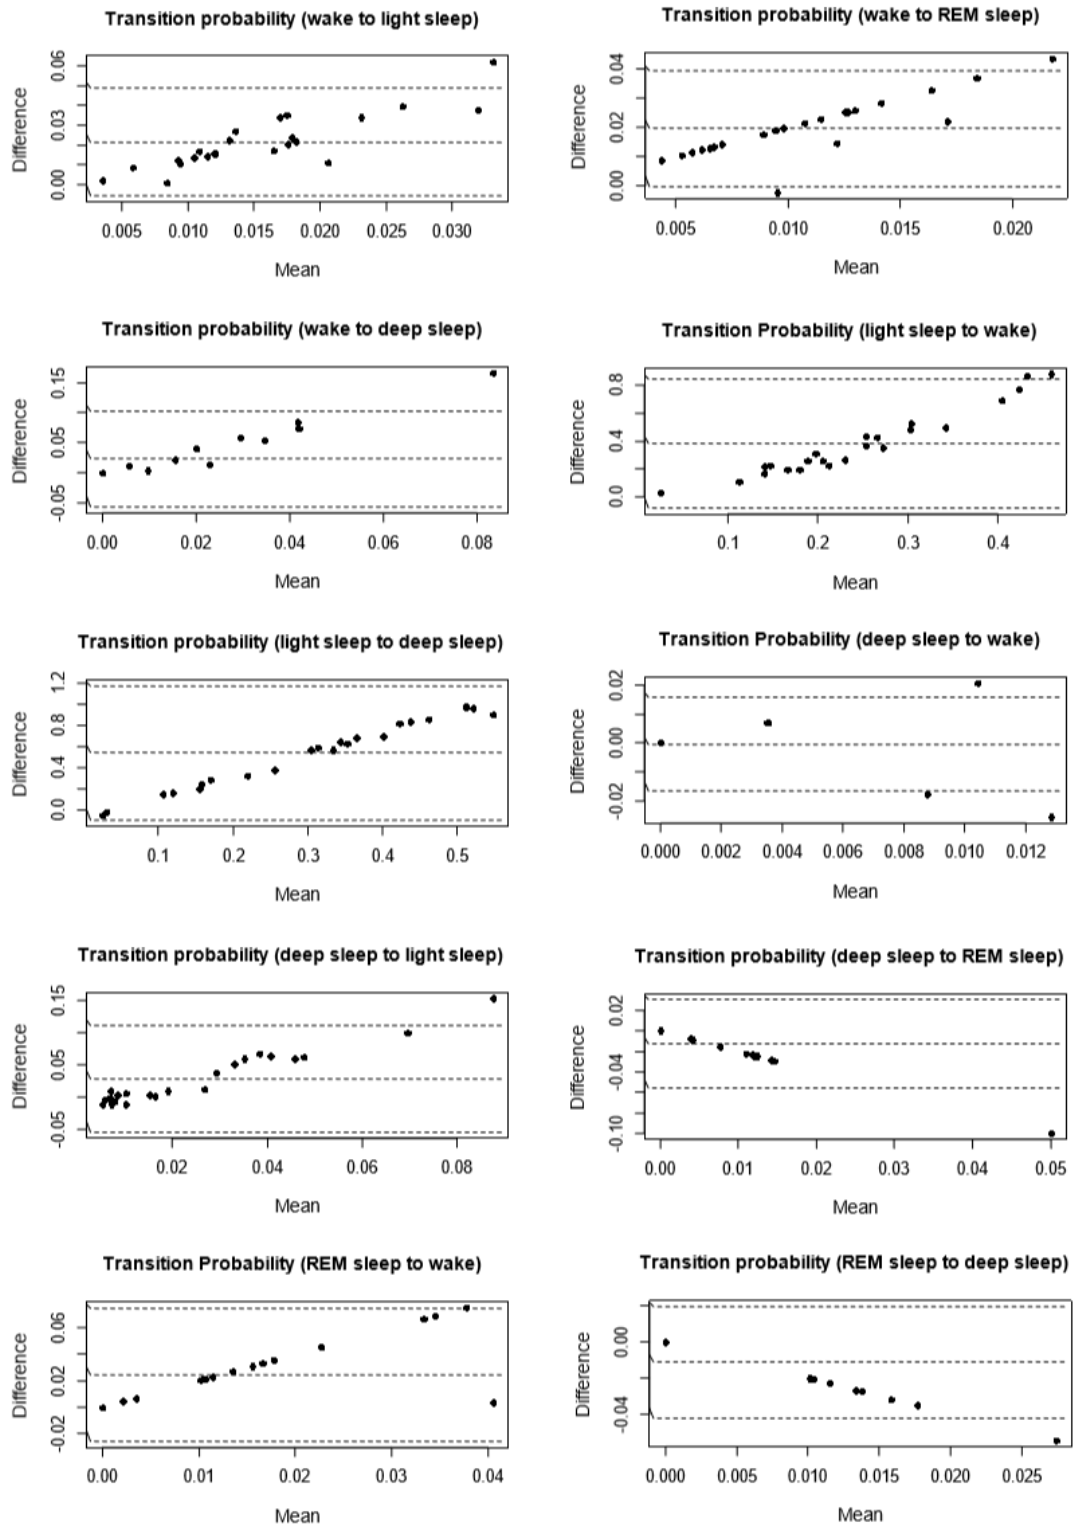 Transition probability (wake to light sleep)
Difference
0.00 0.03 0.06
0.005 0.010 0.015 0.020 0.025 0.030
Mean
Transition probability (wake to REM sleep)
Difference
0.00 0.02 0.04
0.005 0.010 0.015 0.020
Mean
Transition probability (wake to deep sleep)
Difference
-0.05 0.05 0.15
0.00 0.02 0.04 0.06 0.08
Mean
Transition Probability (light sleep to wake)
Difference
0.0 0.4 0.8
0.1 0.2 0.3 0.4
Mean
Transition probability (light sleep to deep sleep)
Difference
0.0 0.4 0.8 1.2
0.1 0.2 0.3 0.4 0.5
Mean
Transition Probability (deep sleep to wake)
Difference
-0.02 0.00 0.02
0.000 0.002 0.004 0.006 0.008 0.010 0.012
Mean
Transition probability (deep sleep to light sleep)
Difference
-0.05 0.05 0.15
0.02 0.04 0.06 0.08
Mean
Transition probability (deep sleep to REM sleep)
Difference
-0.10 -0.04 0.02
0.00 0.01 0.02 0.03 0.04 0.05
Mean
Transition Probability (REM sleep to wake)
Difference
-0.02 0.02 0.06
0.00 0.01 0.02 0.03 0.04
Mean
Transition probability (REM sleep to deep sleep)
Difference
-0.04 0.00
0.000 0.005 0.010 0.015 0.020 0.025
Mean